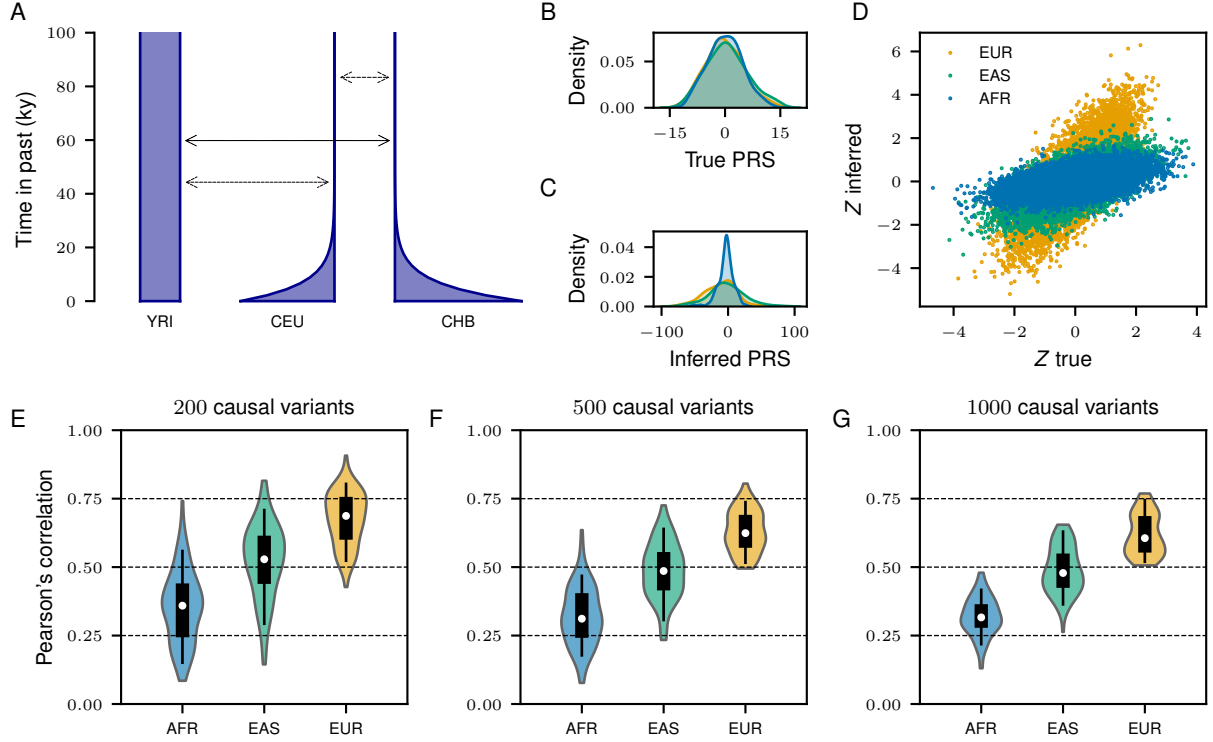 A
Time in past (ky)
100
80
60
40
20
0
YRI
CEU
CHB
B
Density
0.05
0.00
−15
0
15
True PRS
C
Density
0.04
0.02
0.00
−100
0
100
Inferred PRS
D
Z inferred
6
4
2
0
−2
−4
EUR
EAS
AFR
−4
−2
0
2
4
Z true
E
200 causal variants
Pearson's correlation
1.00
0.75
0.50
0.25
0.00
AFR
EAS
EUR
F
500 causal variants
1.00
0.75
0.50
0.25
0.00
AFR
EAS
EUR
G
1000 causal variants
1.00
0.75
0.50
0.25
0.00
AFR
EAS
EUR